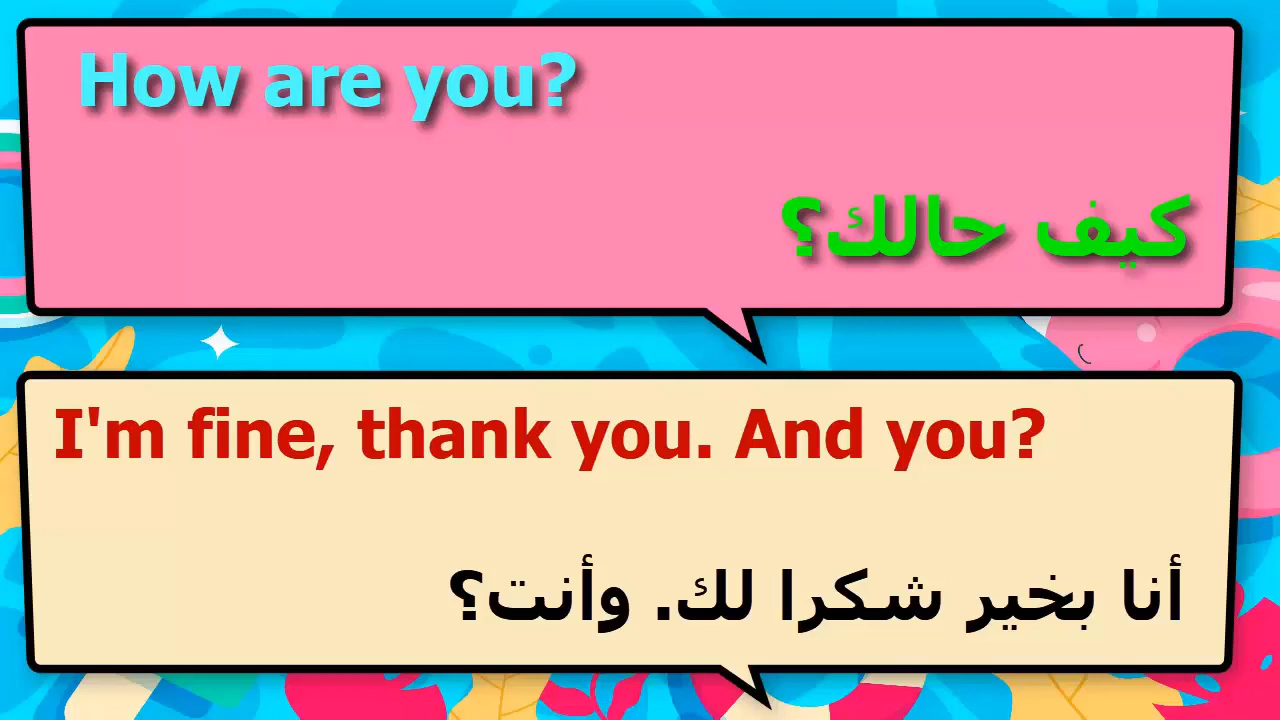 How are you?
كيف حالك؟
I'm fine, thank you. And you?
أنا بخير شكرا لك. وأنت؟